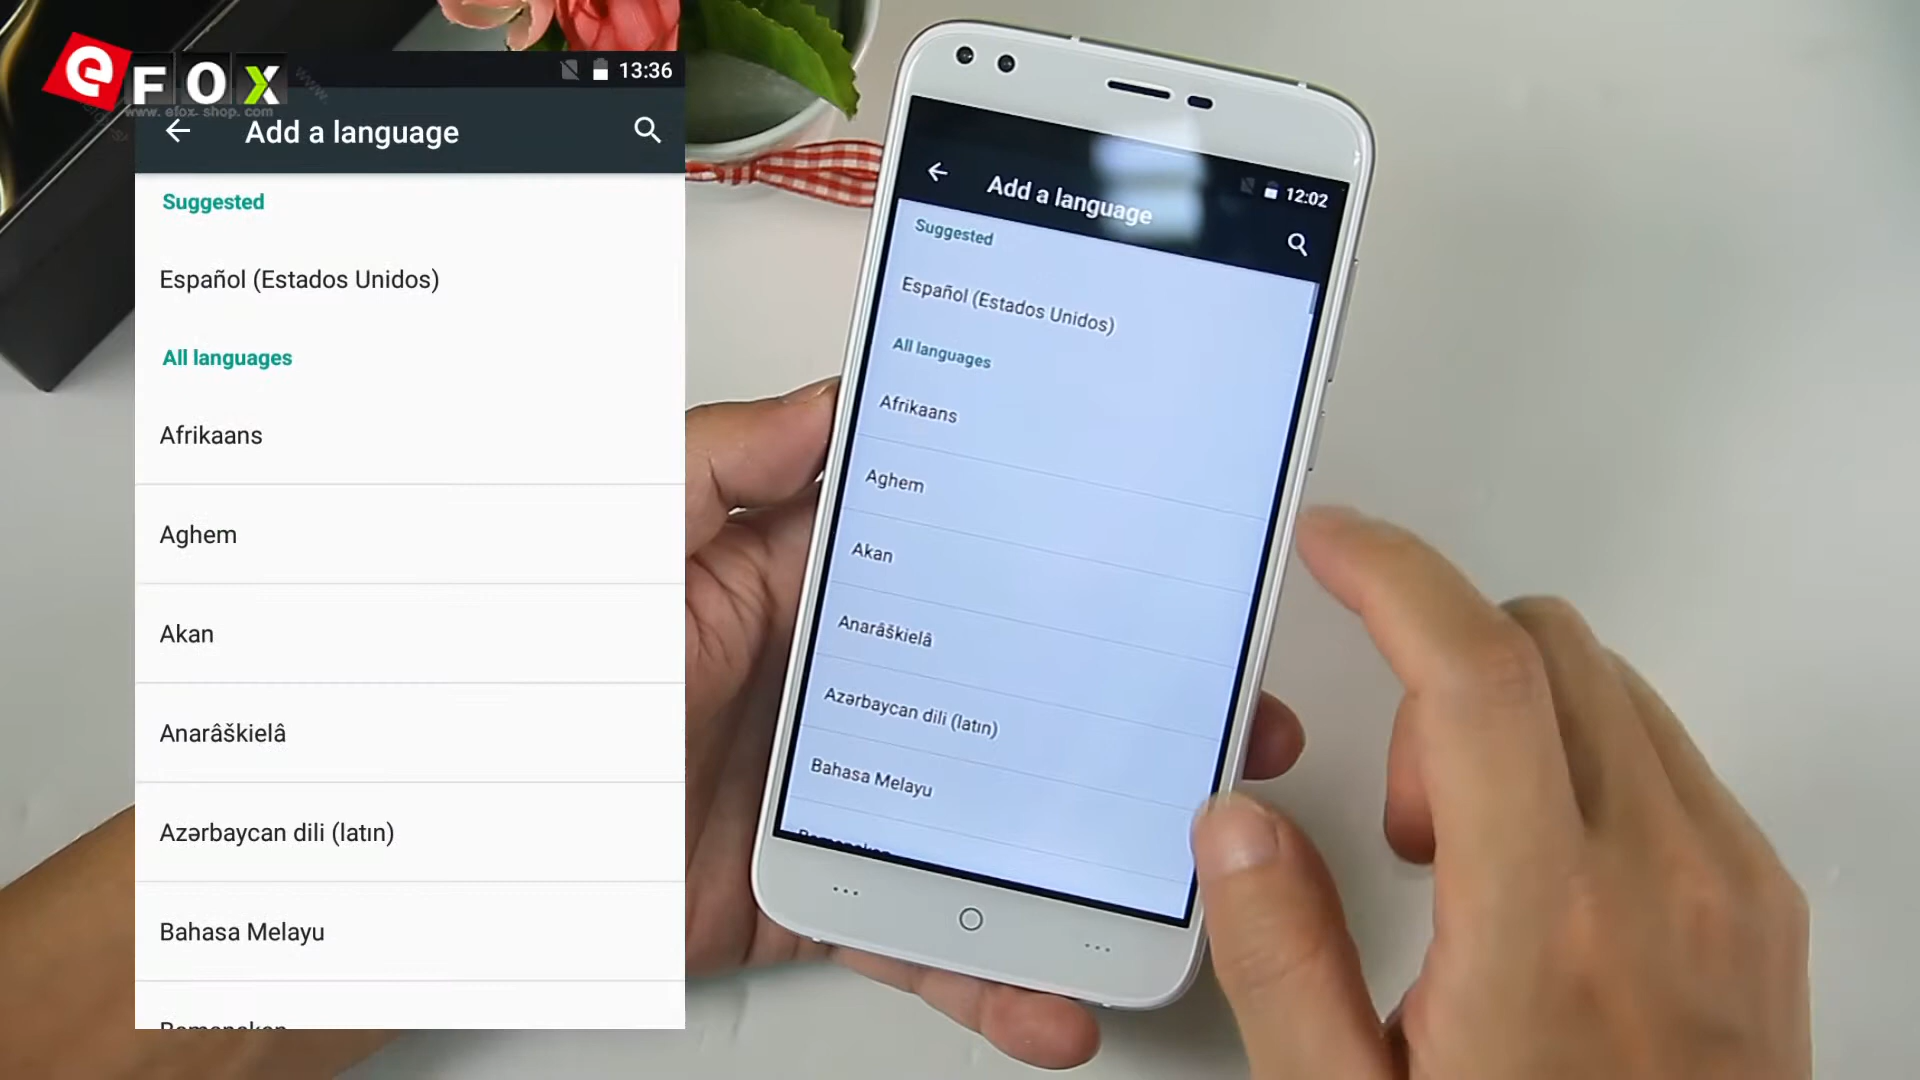 eFOX
www.efox-shop.com
13:36
Add a language
Suggested
Español (Estados Unidos)
All languages
Afrikaans
Aghem
Akan
Anarâškielâ
Azərbaycan dili (latın)
Bahasa Melayu
12:02
Add a language
Suggested
Español (Estados Unidos)
All languages
Afrikaans
Aghem
Akan
Anarâškielâ
Azərbaycan dili (latın)
Bahasa Melayu